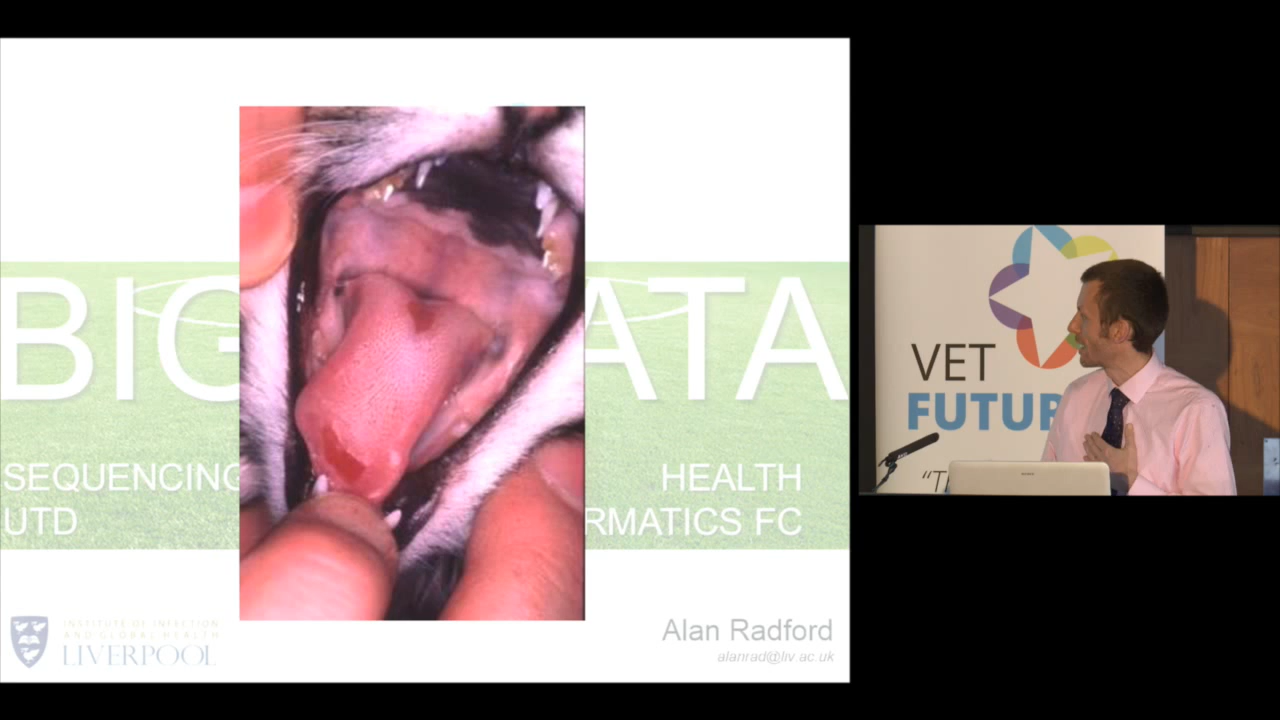 BIG ATA
SEQUENCING
UTD
HEALTH
RMATICS FC
INSTITUTE OF INFECTION
AND GLOBAL HEALTH
LIVERPOOL
Alan Radford
alanrad@liv.ac.uk
VET
FUTUR